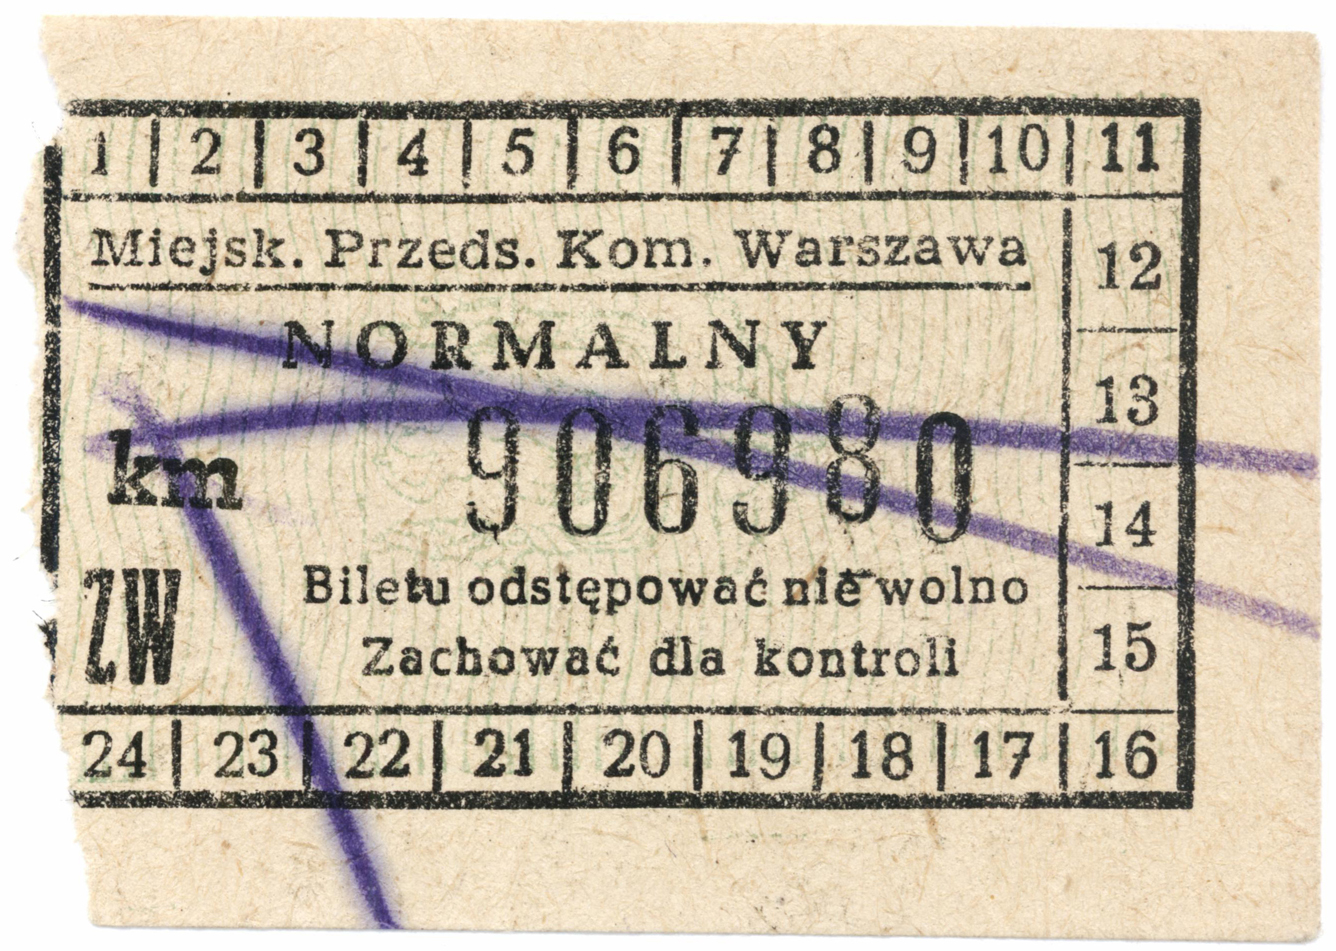 1 2 3 4 5 6 7 8 9 10 11
Miejsk. Przeds. Kom. Warszawa
12
NORMALNY
13
906980
km
14
Biletu odstępować nie wolno
ZW
Zachować dla kontroli
15
24 23 22 21 20 19 18 17 16